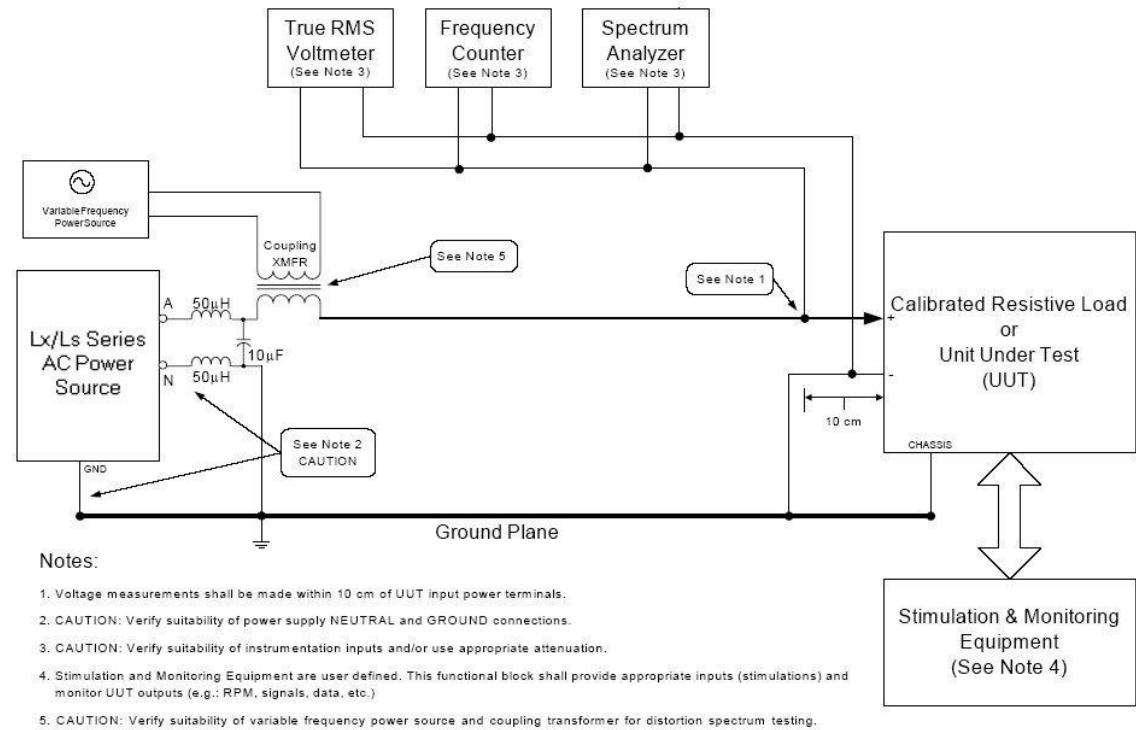 True RMS
Voltmeter
(See Note 3)
Frequency
Counter
(See Note 3)
Spectrum
Analyzer
(See Note 3)
Variable Frequency
Power Source
Coupling
XMFR
See Note 5
See Note 1
A
50µH
Lx/Ls Series
AC Power
Source
10µF
N
50µH
GND
See Note 2
CAUTION
+
Calibrated Resistive Load
or
Unit Under Test
(UUT)
-
10 cm
CHASSIS
Ground Plane
Stimulation & Monitoring
Equipment
(See Note 4)
Notes:
1. Voltage measurements shall be made within 10 cm of UUT input power terminals.
2. CAUTION: Verify suitability of power supply NEUTRAL and GROUND connections.
3. CAUTION: Verify suitability of instrumentation inputs and/or use appropriate attenuation.
4. Stimulation and Monitoring Equipment are user defined. This functional block shall provide appropriate inputs (stimulations) and
monitor UUT outputs (e.g.: RPM, signals, data, etc.)
5. CAUTION: Verify suitability of variable frequency power source and coupling transformer for distortion spectrum testing.